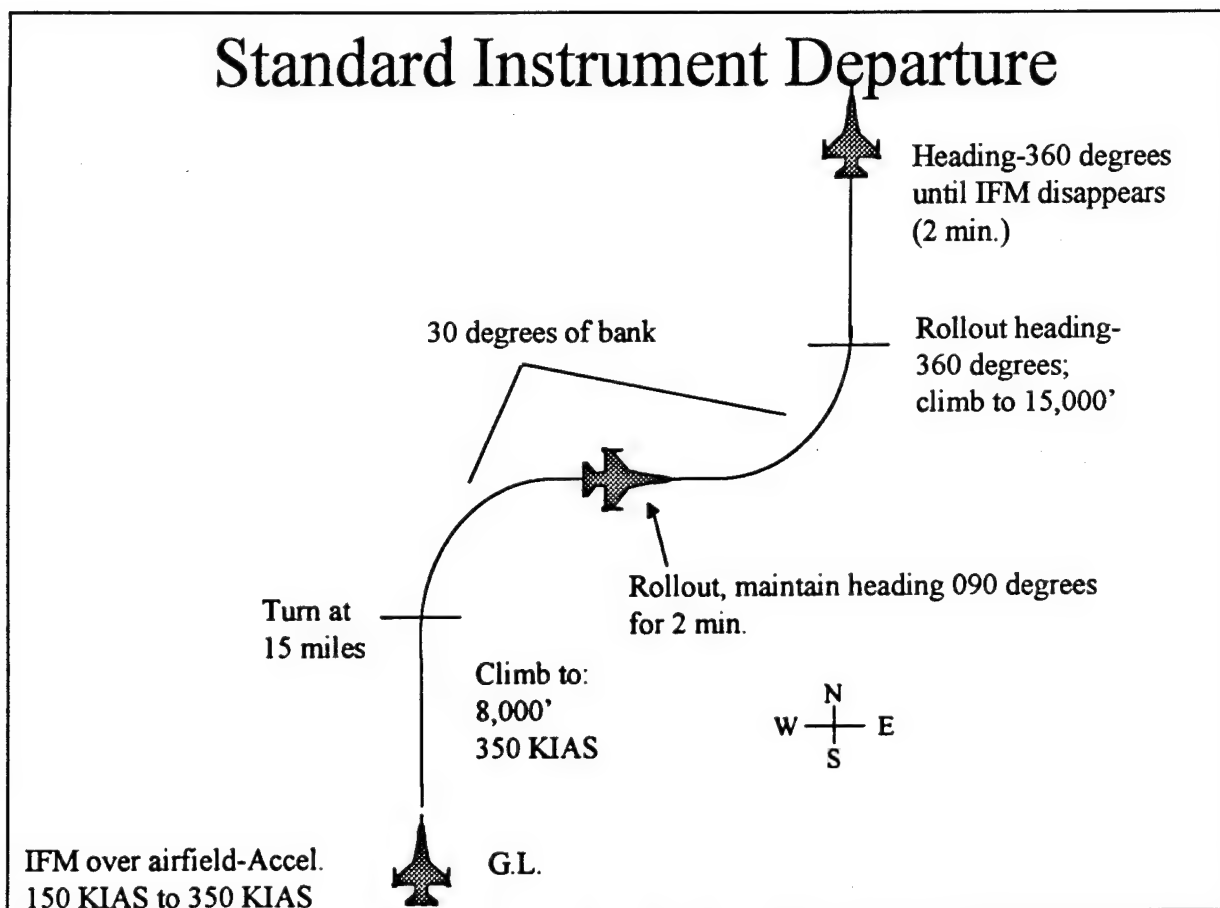 Standard Instrument Departure
Heading-360 degrees
until IFM disappears
(2 min.)
30 degrees of bank
Rollout heading-
360 degrees;
climb to 15,000’
Rollout, maintain heading 090 degrees
for 2 min.
Turn at
15 miles
Climb to:
8,000’
350 KIAS
N
W E
S
IFM over airfield-Accel.
150 KIAS to 350 KIAS
G.L.